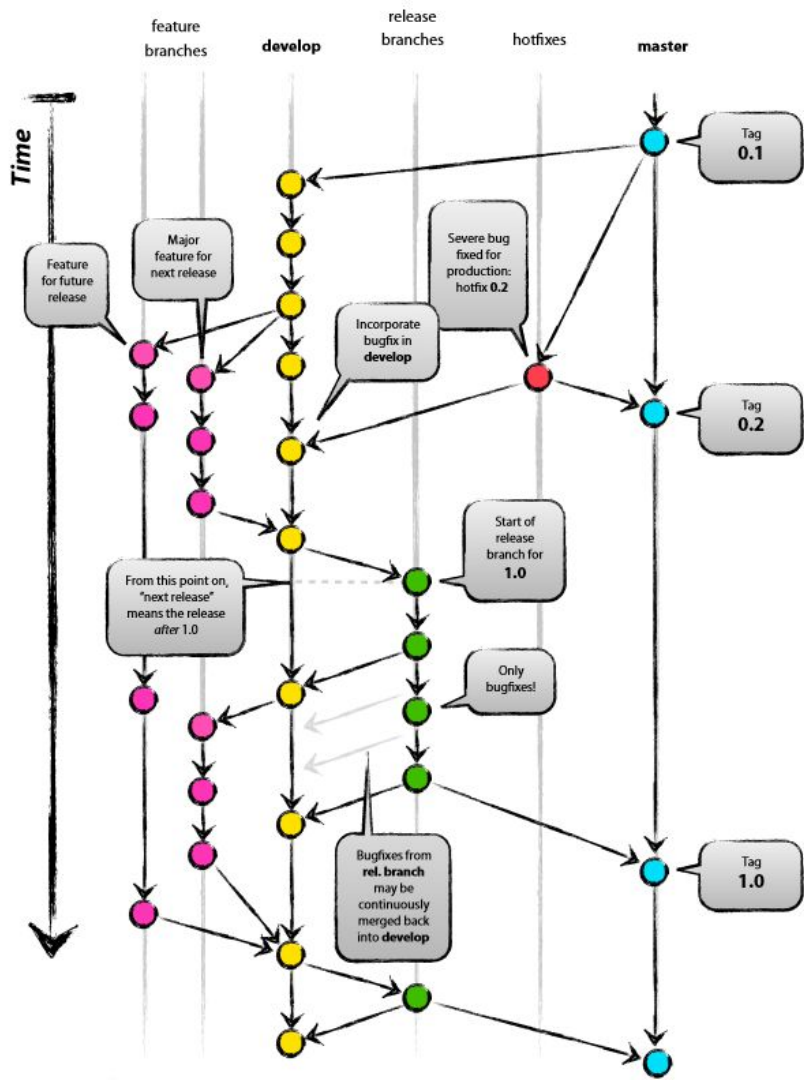 feature
branches
develop
release
branches
hotfixes
master
Time
Tag
0.1
Feature
for future
release
Major
feature for
next release
Severe bug
fixed for
production:
hotfix 0.2
Incorporate
bugfix in
develop
Tag
0.2
Start of
release
branch for
1.0
From this point on,
“next release”
means the release
after 1.0
Only
bugfixes!
Bugfixes from
rel. branch
may be
continuously
merged back
into develop
Tag
1.0